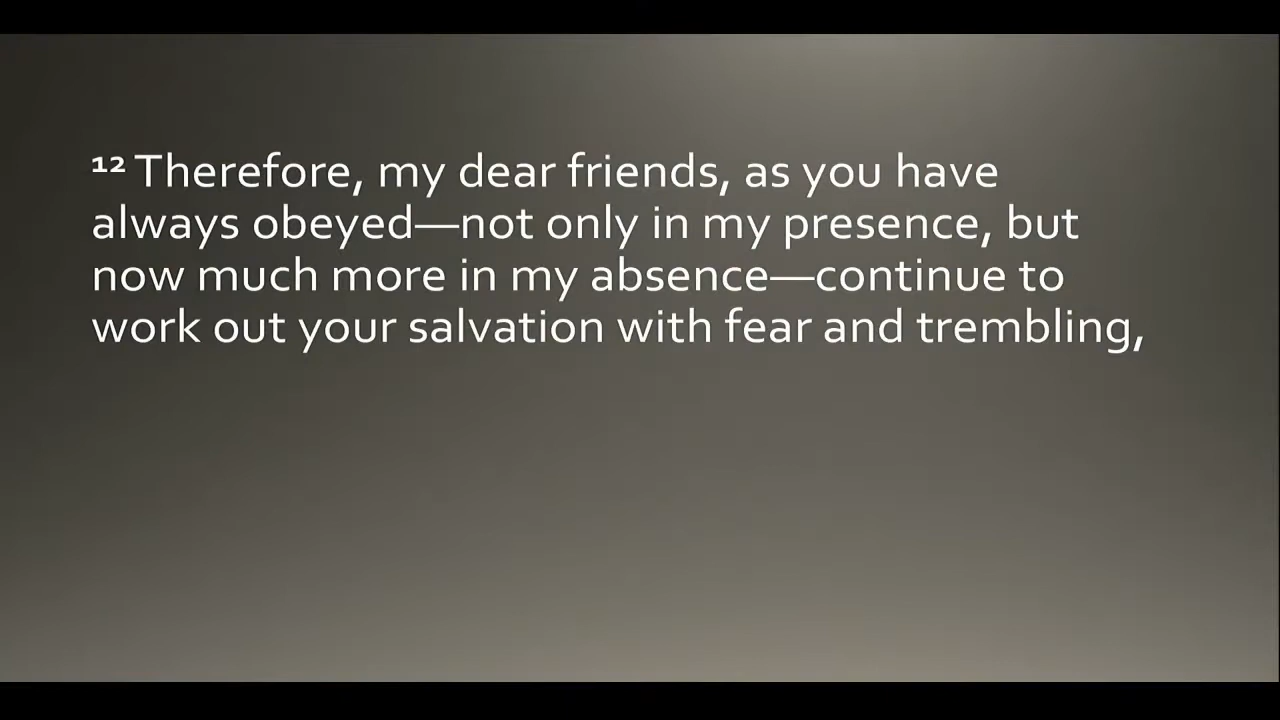 12 Therefore, my dear friends, as you have
always obeyed—not only in my presence, but
now much more in my absence—continue to
work out your salvation with fear and trembling,